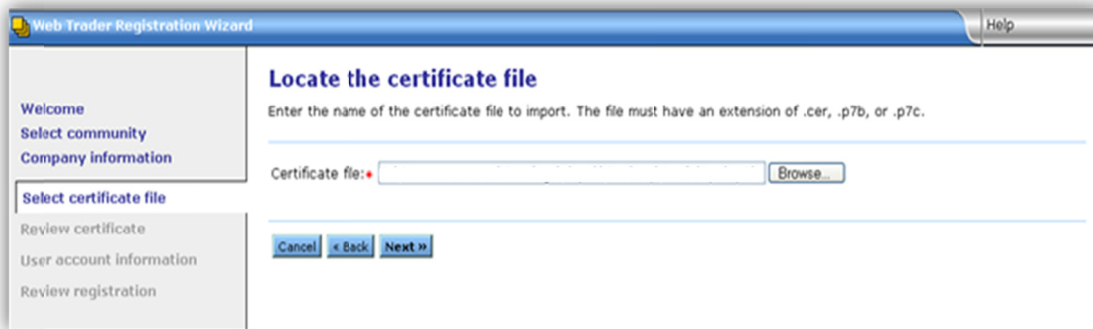 Web Trader Registration Wizard
Help
Welcome
Select community
Company information
Select certificate file
Review certificate
User account information
Review registration
Locate the certificate file
Enter the name of the certificate file to import. The file must have an extension of .cer, .p7b, or .p7c.
Certificate file:
Browse...
Cancel
« Back
Next »